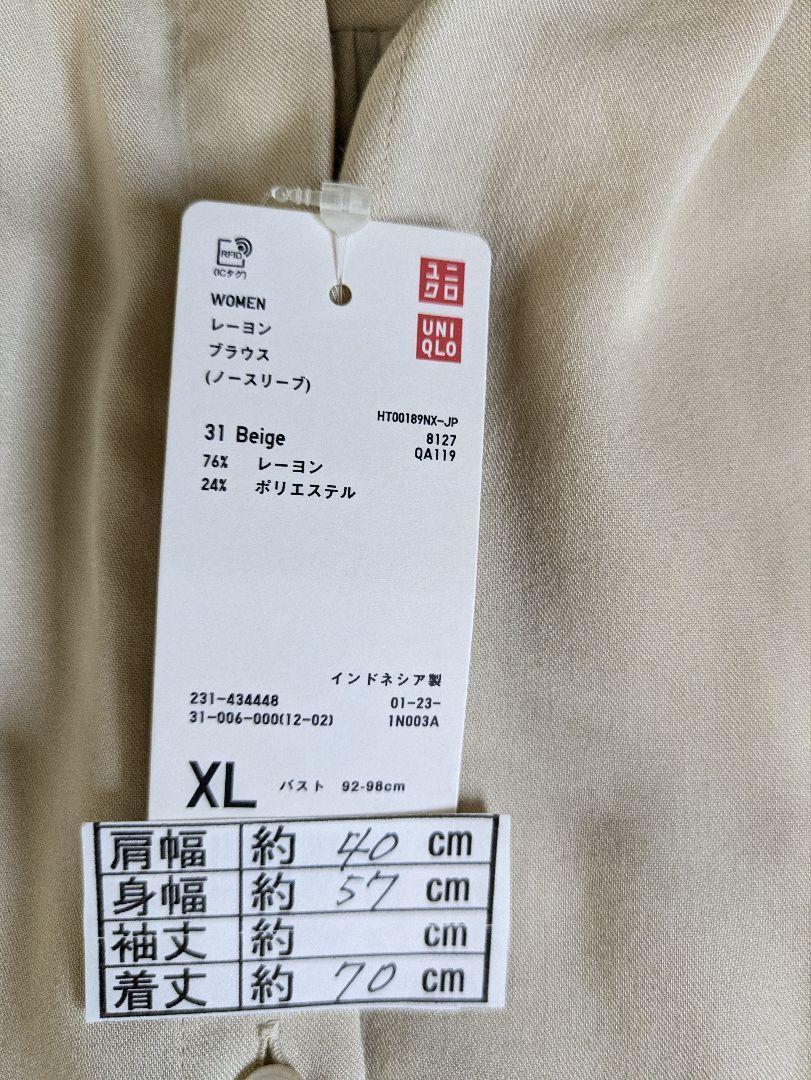 RFID
(ICタグ)
ユニ
クロ
UNI
QLO
WOMEN
レーヨン
ブラウス
(ノースリーブ)
HT00189NX-JP
31 Beige
8127
QA119
76% レーヨン
24% ポリエステル
インドネシア製
231-434448
01-23-
31-006-000(12-02)
1N003A
XL バスト 92-98cm
肩幅 約 40 cm
身幅 約 57 cm
袖丈 約 cm
着丈 約 70 cm